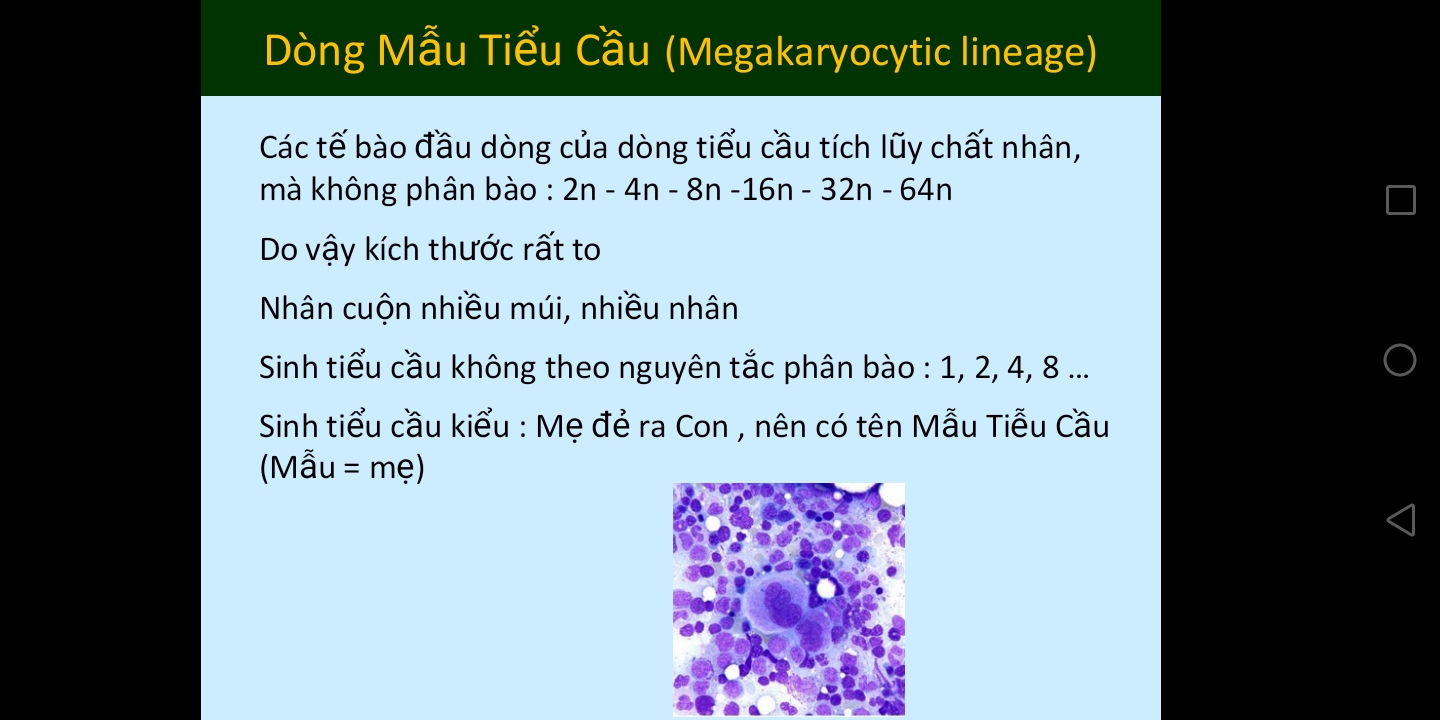 Dòng Mẫu Tiểu Cầu (Megakaryocytic lineage)
Các tế bào đầu dòng của dòng tiểu cầu tích lũy chất nhân,
mà không phân bào : 2n - 4n - 8n -16n - 32n - 64n
Do vậy kích thước rất to
Nhân cuộn nhiều múi, nhiều nhân
Sinh tiểu cầu không theo nguyên tắc phân bào : 1, 2, 4, 8 ...
Sinh tiểu cầu kiểu : Mẹ đẻ ra Con , nên có tên Mẫu Tiễu Cầu
(Mẫu = mẹ)